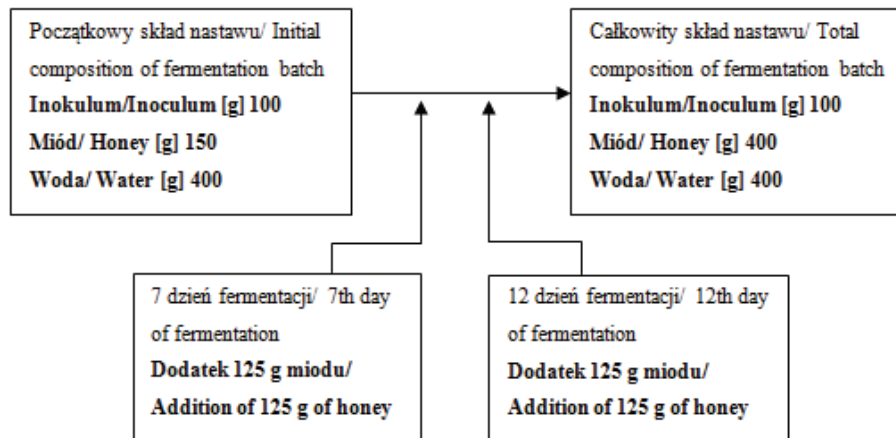 Początkowy skład nastawu/ Initial
composition of fermentation batch
Inokulum/Inoculum [g] 100
Miód/ Honey [g] 150
Woda/ Water [g] 400
Całkowity skład nastawu/ Total
composition of fermentation batch
Inokulum/Inoculum [g] 100
Miód/ Honey [g] 400
Woda/ Water [g] 400
7 dzień fermentacji/ 7th day
of fermentation
Dodatek 125 g miodu/
Addition of 125 g of honey
12 dzień fermentacji/ 12th day
of fermentation
Dodatek 125 g miodu/
Addition of 125 g of honey